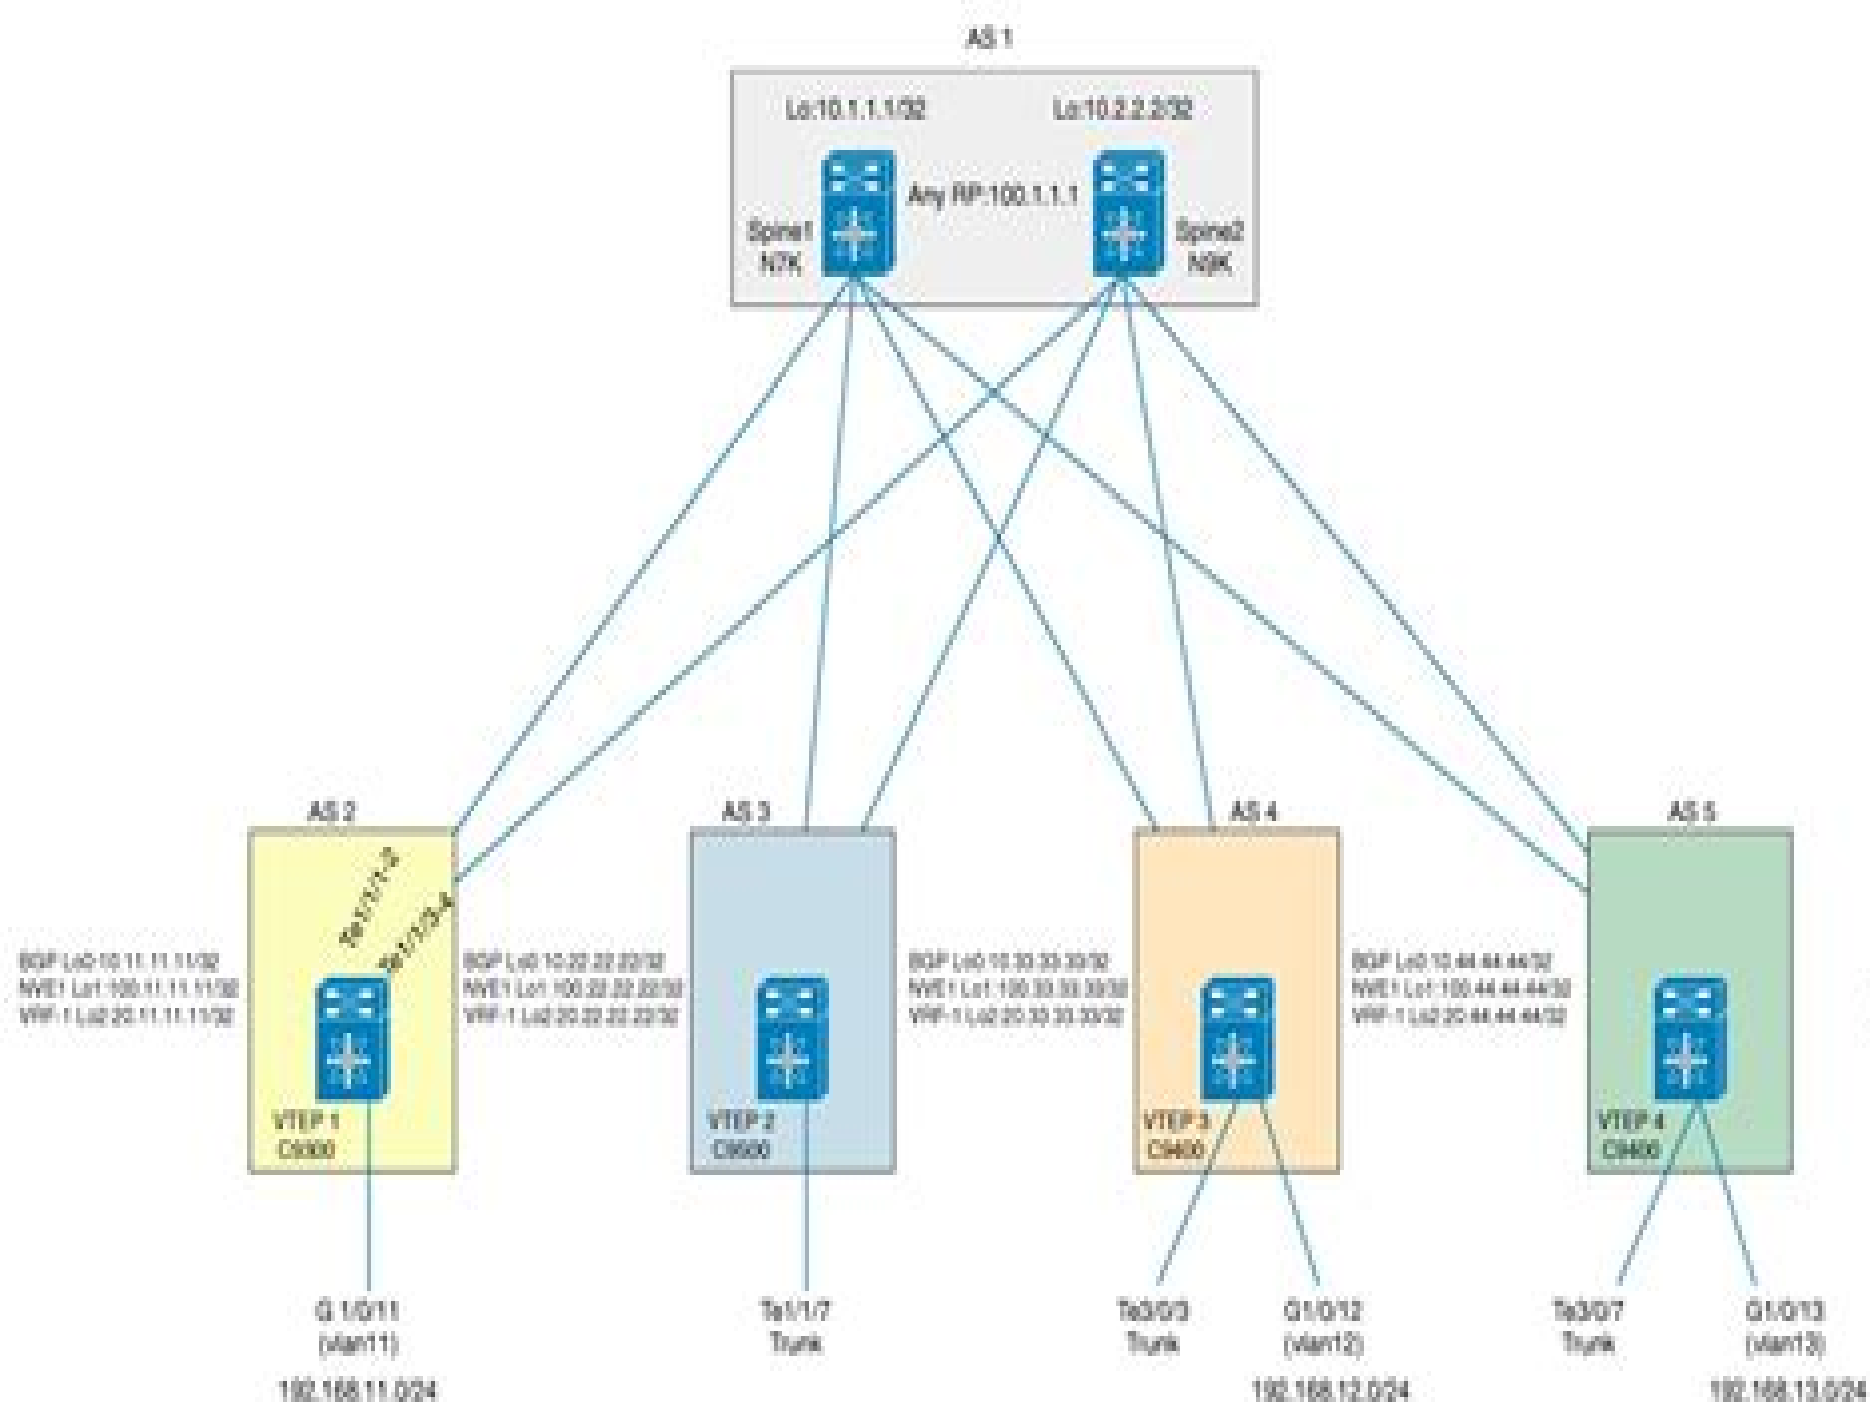 AS 1
Lo:10.1.1.1/32
Lo:10.2.2.2/32
Any RP:100.1.1.1
Spine1
N7K
Spine2
N9K
AS 2
AS 3
AS 4
AS 5
Te1/1/1-2
Te1/1/3-4
BGP Lo0:10.11.11.11/32
NVE1 Lo1:100.11.11.11/32
VRF-1 Lo2:20.11.11.11/32
BGP Lo0:10.22.22.22/32
NVE1 Lo1:100.22.22.22/32
VRF-1 Lo2:20.22.22.22/32
BGP Lo0:10.33.33.33/32
NVE1 Lo1:100.33.33.33/32
VRF-1 Lo2:20.33.33.33/32
BGP Lo0:10.44.44.44/32
NVE1 Lo1:100.44.44.44/32
VRF-1 Lo2:20.44.44.44/32
VTEP 1
C9300
VTEP 2
C9500
VTEP 3
C9400
VTEP 4
C9400
G 1/0/11
(vlan11)
192.168.11.0/24
Te1/1/7
Trunk
Te3/0/3
Trunk
G1/0/12
(vlan12)
192.168.12.0/24
Te3/0/7
Trunk
G1/0/13
(vlan13)
192.168.13.0/24